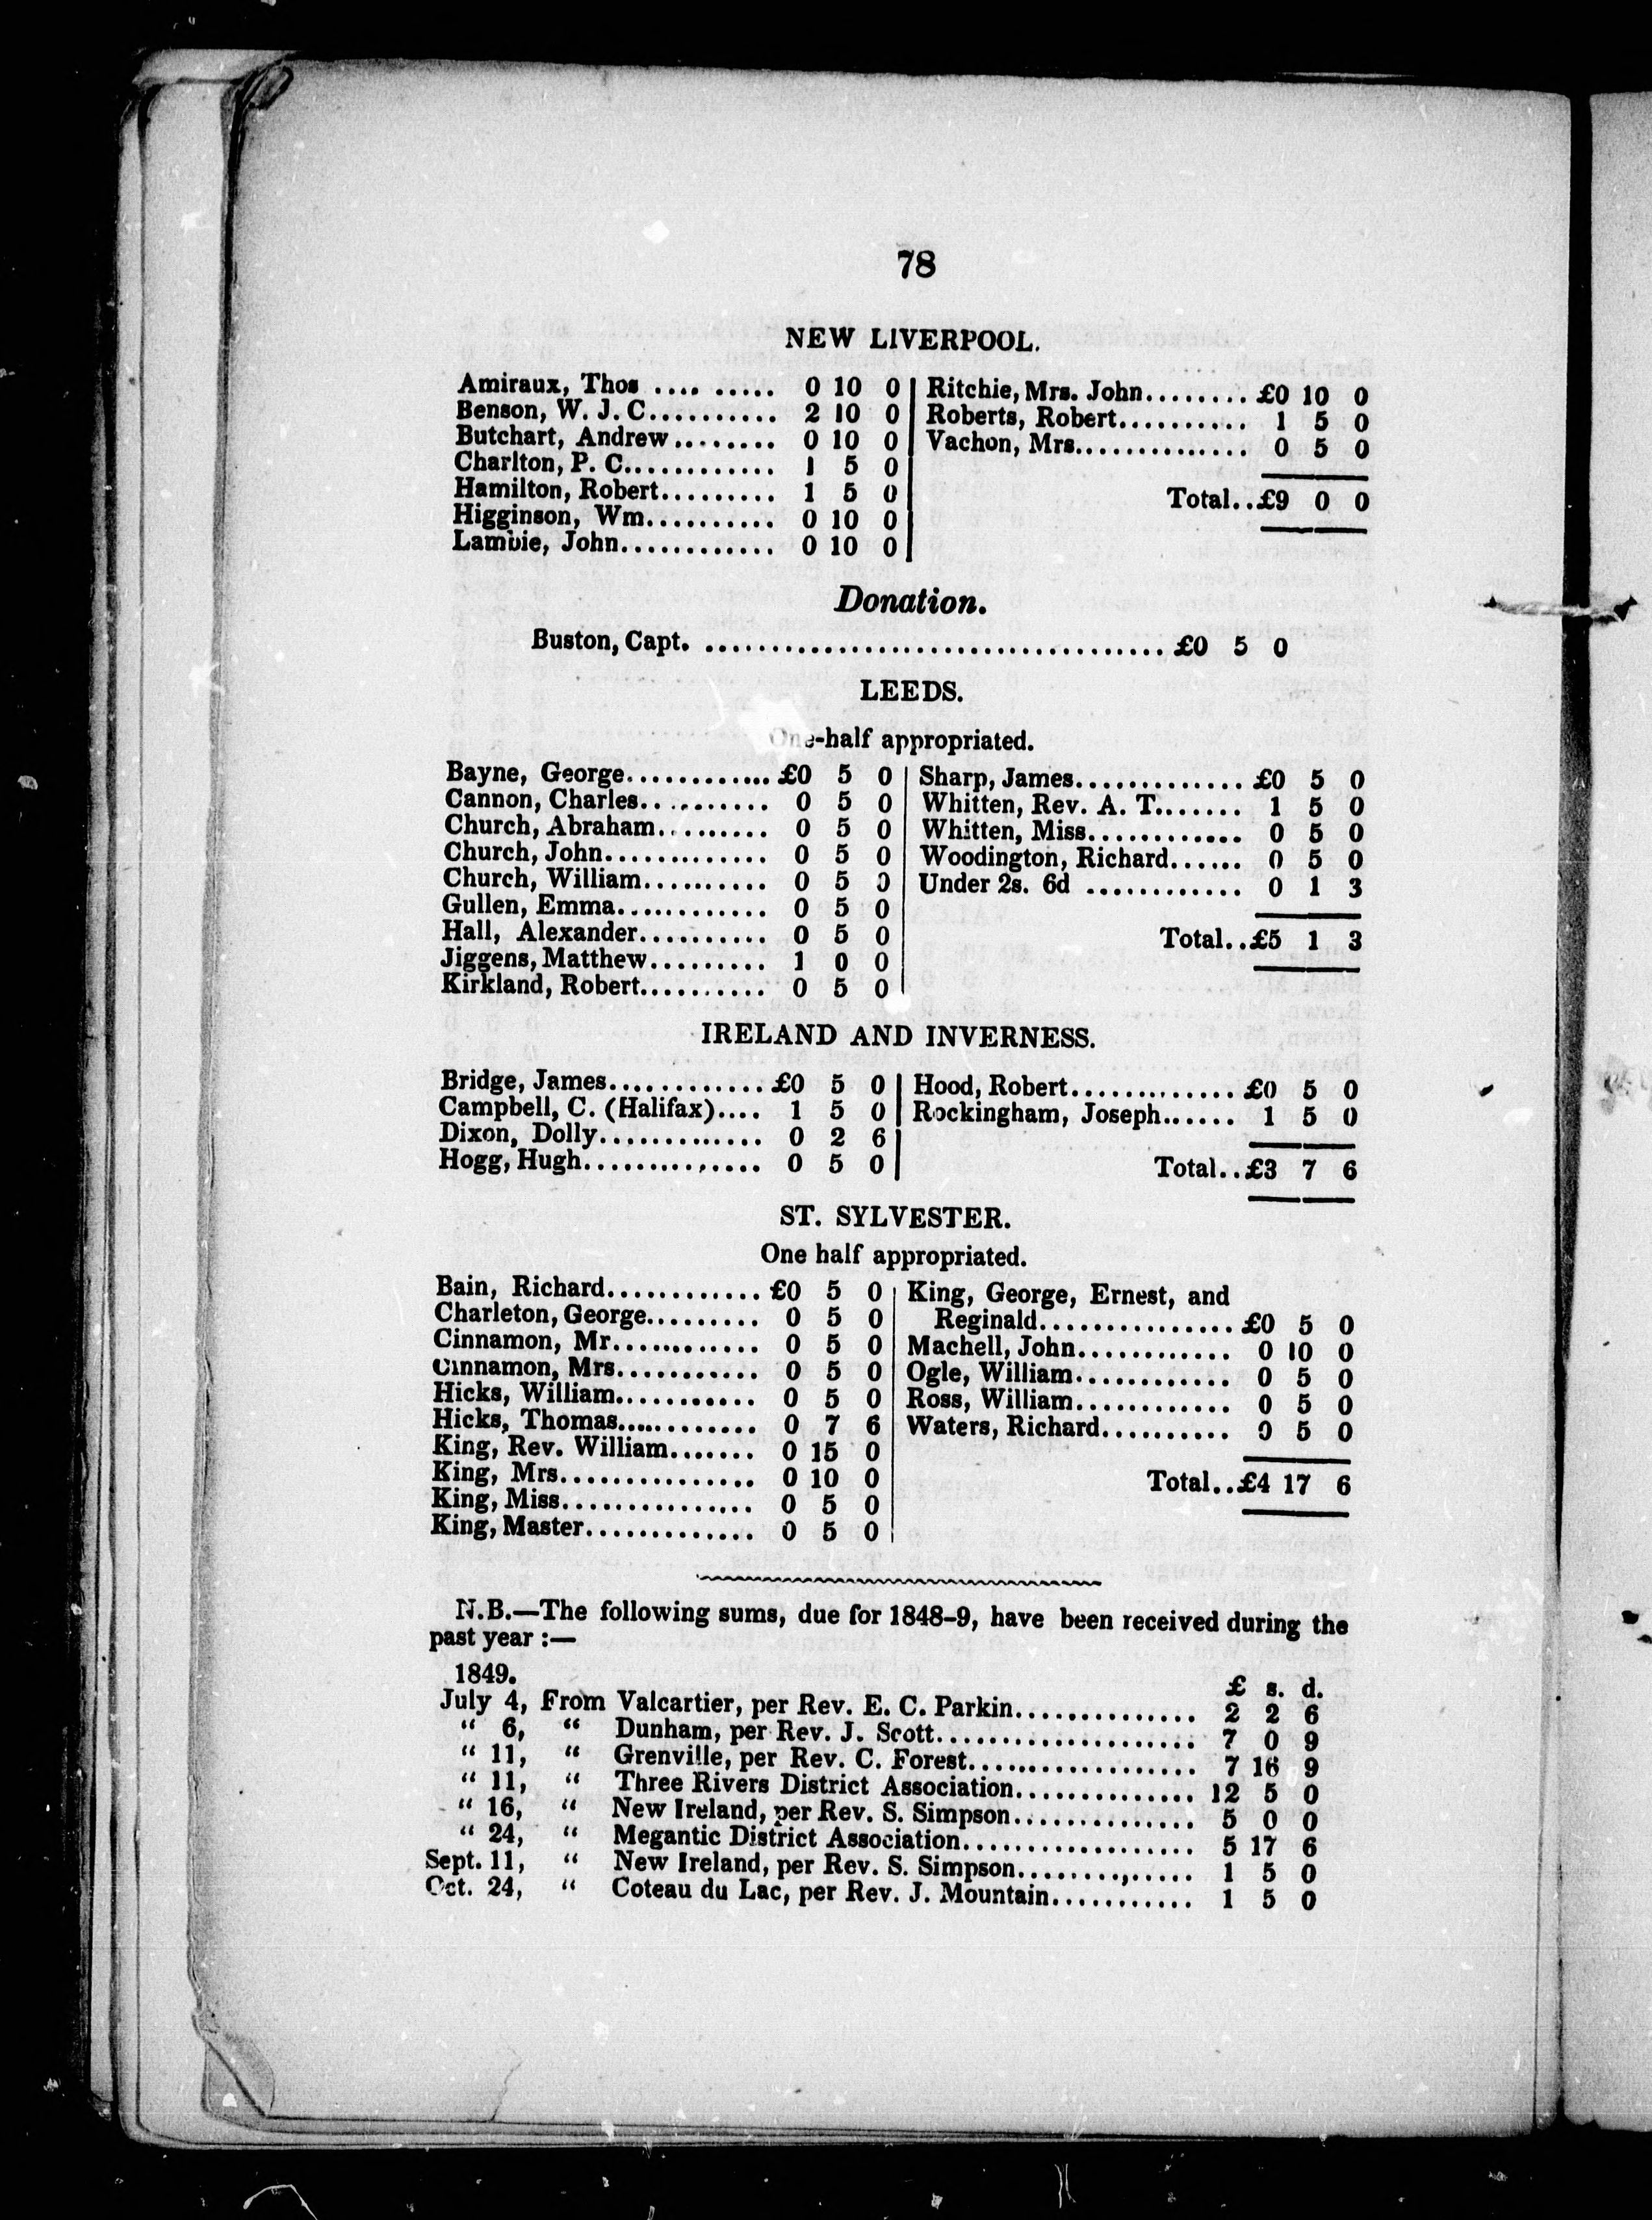 78
NEW LIVERPOOL.
Amiraux, Thos .... ..... 0 10 0
Benson, W. J. C.......... 2 10 0
Butchart, Andrew ........ 0 10 0
Charlton, P. C............ 1 5 0
Hamilton, Robert......... 1 5 0
Higginson, Wm.......... 0 10 0
Lambie, John............ 0 10 0
Ritchie, Mrs. John........ £0 10 0
Roberts, Robert.......... 1 5 0
Vachon, Mrs.............. 0 5 0
Total..£9 0 0
Donation.
Buston, Capt. ................................... £0 5 0
LEEDS.
One-half appropriated.
Bayne, George............ £0 5 0
Cannon, Charles.......... 0 5 0
Church, Abraham......... 0 5 0
Church, John............. 0 5 0
Church, William.......... 0 5 0
Gullen, Emma............ 0 5 0
Hall, Alexander.......... 0 5 0
Jiggens, Matthew......... 1 0 0
Kirkland, Robert.......... 0 5 0
Sharp, James............. £0 5 0
Whitten, Rev. A. T....... 1 5 0
Whitten, Miss............ 0 5 0
Woodington, Richard...... 0 5 0
Under 2s. 6d ............ 0 1 3
Total..£5 1 3
IRELAND AND INVERNESS.
Bridge, James............ £0 5 0
Campbell, C. (Halifax).... 1 5 0
Dixon, Dolly............. 0 2 6
Hogg, Hugh.............. 0 5 0
Hood, Robert............. £0 5 0
Rockingham, Joseph...... 1 5 0
Total..£3 7 6
ST. SYLVESTER.
One half appropriated.
Bain, Richard............ £0 5 0
Charleton, George......... 0 5 0
Cinnamon, Mr............ 0 5 0
Cinnamon, Mrs........... 0 5 0
Hicks, William........... 0 5 0
Hicks, Thomas............ 0 7 6
King, Rev. William....... 0 15 0
King, Mrs............... 0 10 0
King, Miss............... 0 5 0
King, Master............. 0 5 0
King, George, Ernest, and
Reginald............... £0 5 0
Machell, John............ 0 10 0
Ogle, William............ 0 5 0
Ross, William............ 0 5 0
Waters, Richard.......... 0 5 0
Total..£4 17 6
N.B.—The following sums, due for 1848-9, have been received during the
past year :—
1849. £ s. d.
July 4, From Valcartier, per Rev. E. C. Parkin.............. 2 2 6
“ 6, “ Dunham, per Rev. J. Scott.................... 7 0 9
“ 11, “ Grenville, per Rev. C. Forest.................. 7 16 9
“ 11, “ Three Rivers District Association.............. 12 5 0
“ 16, “ New Ireland, per Rev. S. Simpson.............. 5 0 0
“ 24, “ Megantic District Association.................. 5 17 6
Sept. 11, “ New Ireland, per Rev. S. Simpson.............. 1 5 0
Oct. 24, “ Coteau du Lac, per Rev. J. Mountain........... 1 5 0